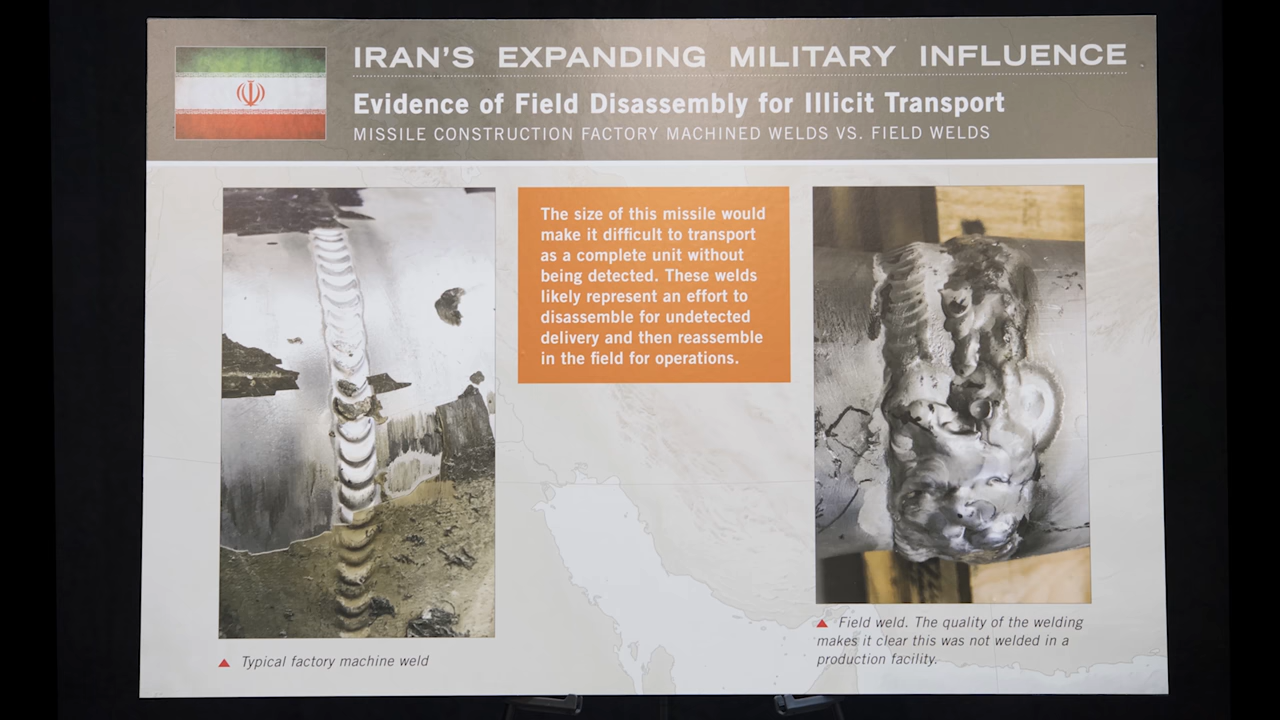 IRAN'S EXPANDING MILITARY INFLUENCE
Evidence of Field Disassembly for Illicit Transport
MISSILE CONSTRUCTION FACTORY MACHINED WELDS VS. FIELD WELDS
The size of this missile would
make it difficult to transport
as a complete unit without
being detected. These welds
likely represent an effort to
disassemble for undetected
delivery and then reassemble
in the field for operations.
Typical factory machine weld
Field weld. The quality of the welding
makes it clear this was not welded in a
production facility.